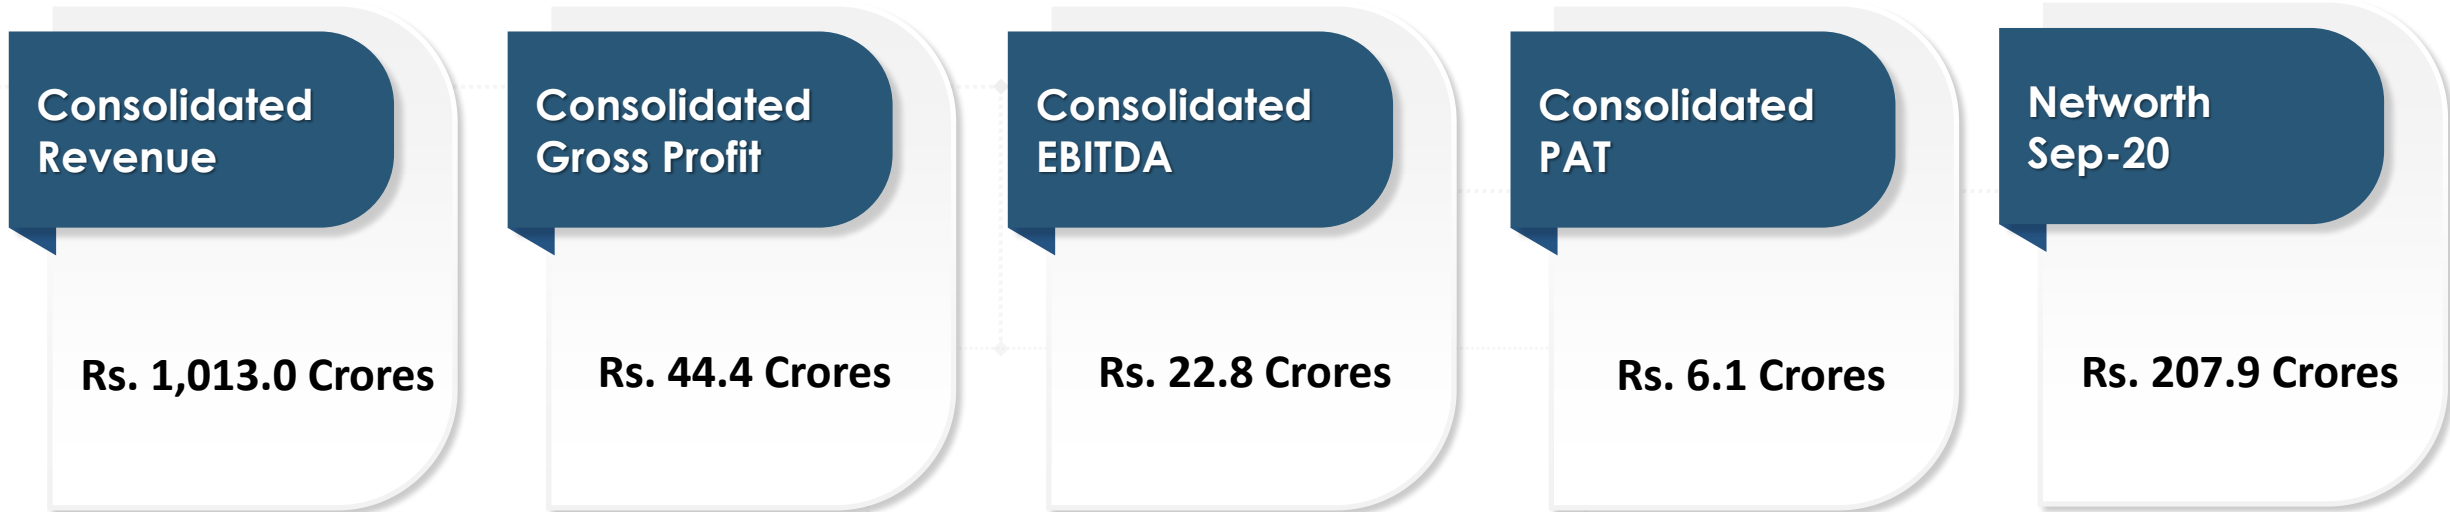 Consolidated
Revenue
Rs. 1,013.0 Crores
Consolidated
Gross Profit
Rs. 44.4 Crores
Consolidated
EBITDA
Rs. 22.8 Crores
Consolidated
PAT
Rs. 6.1 Crores
Networth
Sep-20
Rs. 207.9 Crores